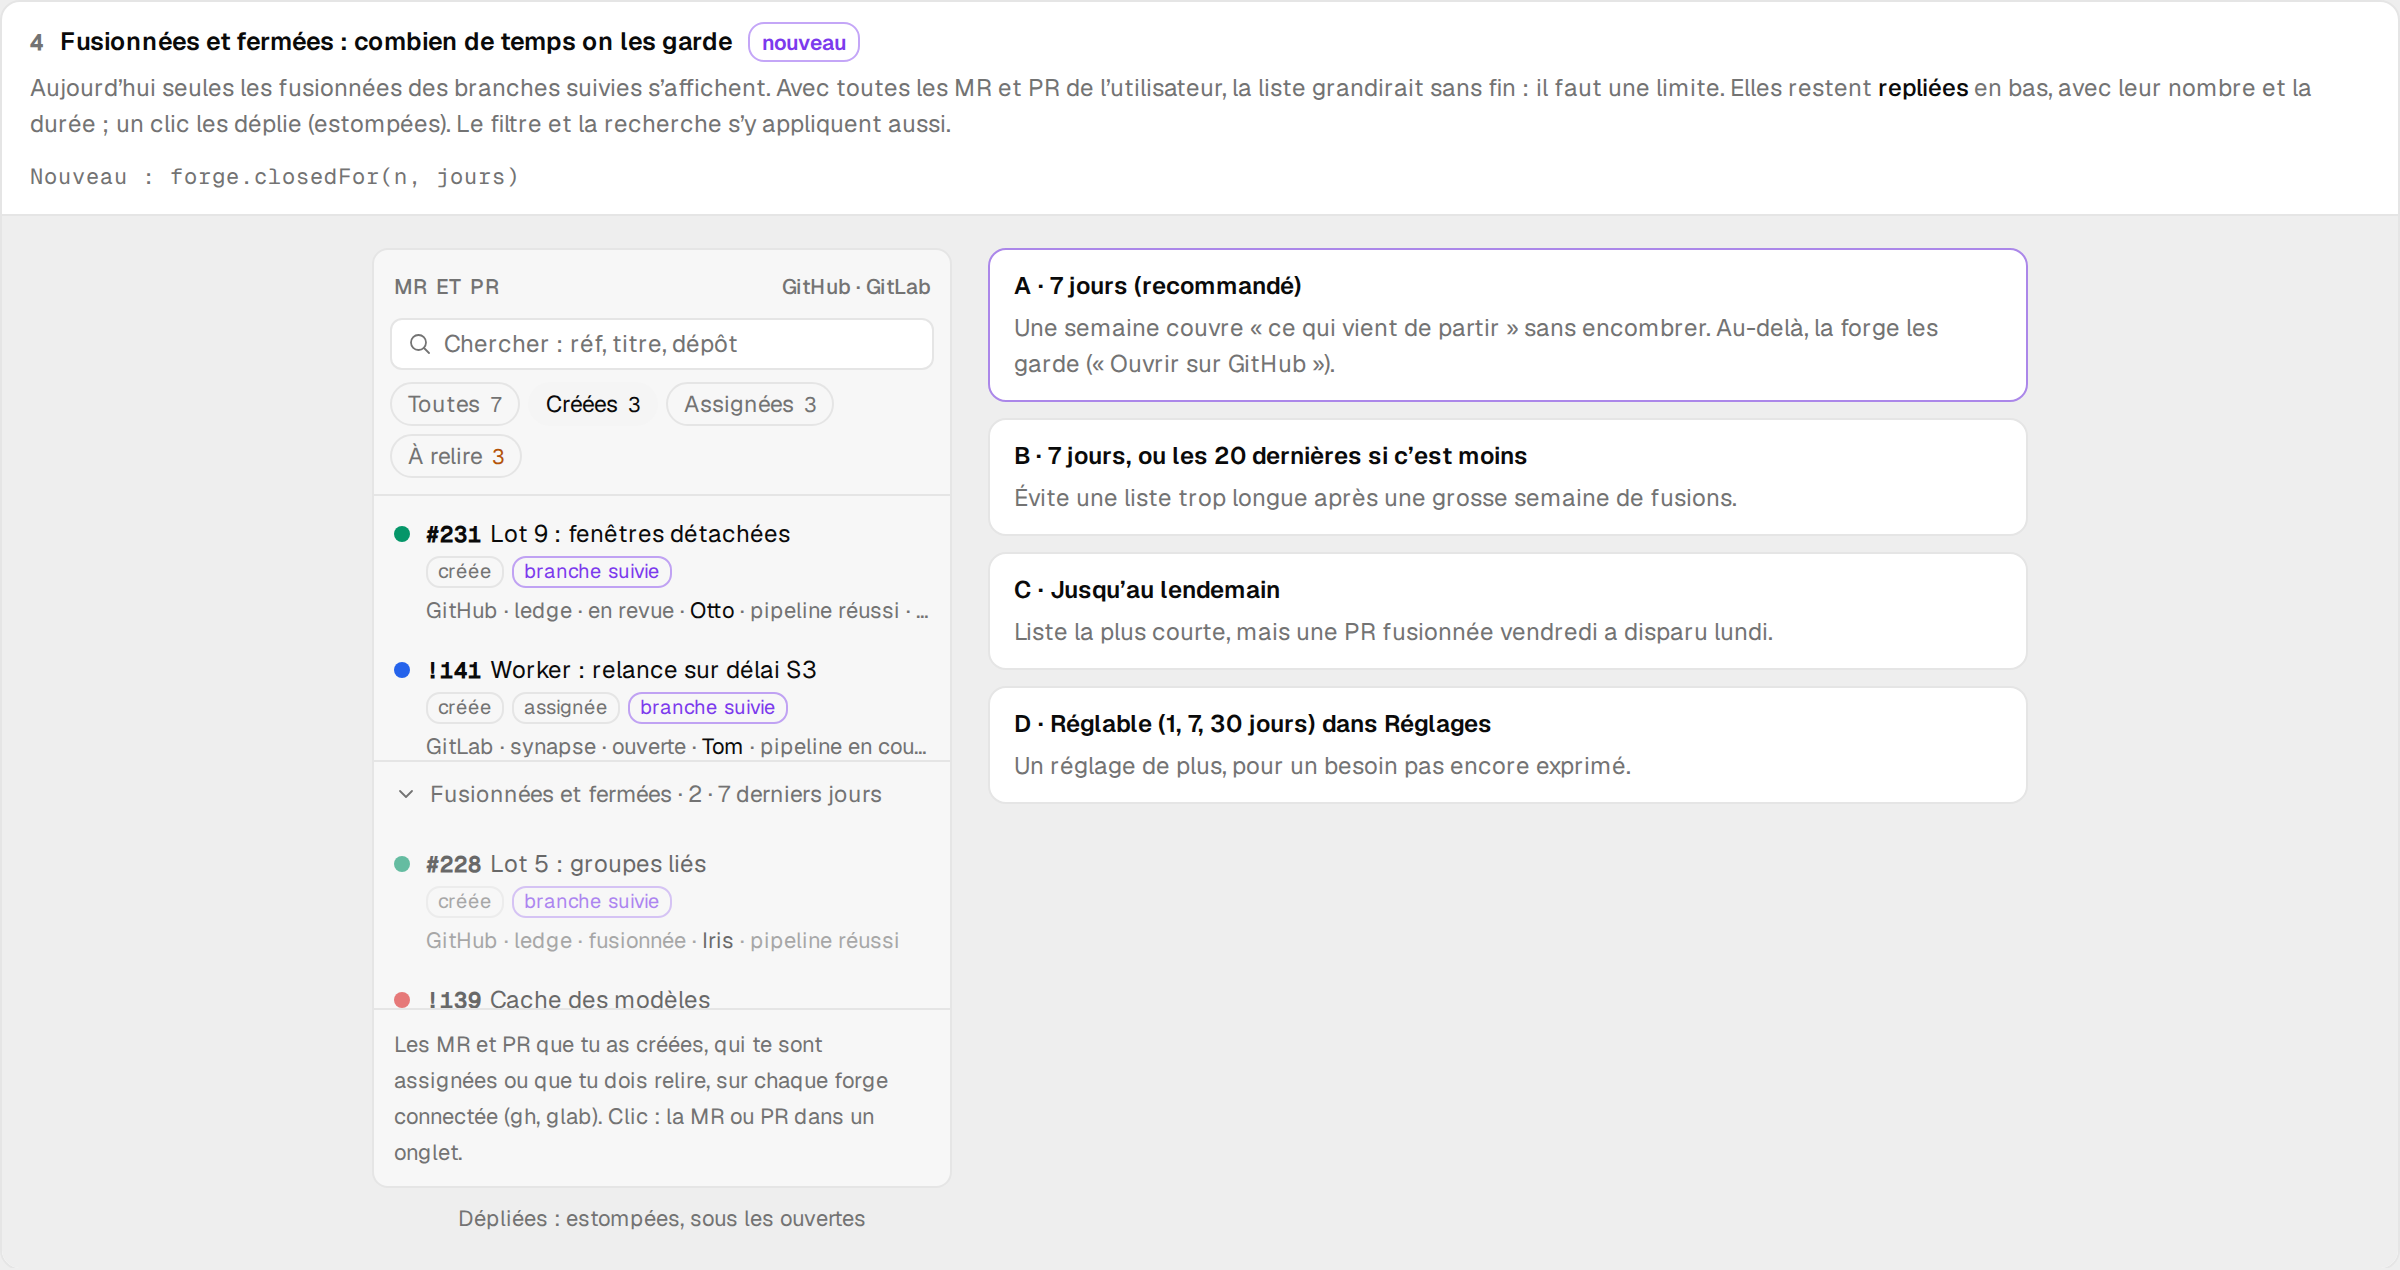 4 Fusionnées et fermées : combien de temps on les garde nouveau
Aujourd’hui seules les fusionnées des branches suivies s’affichent. Avec toutes les MR et PR de l’utilisateur, la liste grandirait sans fin : il faut une limite. Elles restent repliées en bas, avec leur nombre et la
durée ; un clic les déplie (estompées). Le filtre et la recherche s’y appliquent aussi.
Nouveau : forge.closedFor(n, jours)
MR ET PR GitHub · GitLab
Chercher : réf, titre, dépôt
Toutes 7 Créées 3 Assignées 3
À relire 3
#231 Lot 9 : fenêtres détachées
créée branche suivie
GitHub · ledge · en revue · Otto · pipeline réussi · …
!141 Worker : relance sur délai S3
créée assignée branche suivie
GitLab · synapse · ouverte · Tom · pipeline en cou…
Fusionnées et fermées · 2 · 7 derniers jours
#228 Lot 5 : groupes liés
créée branche suivie
GitHub · ledge · fusionnée · Iris · pipeline réussi
!139 Cache des modèles
Les MR et PR que tu as créées, qui te sont
assignées ou que tu dois relire, sur chaque forge
connectée (gh, glab). Clic : la MR ou PR dans un
onglet.
Dépliées : estompées, sous les ouvertes
A · 7 jours (recommandé)
Une semaine couvre « ce qui vient de partir » sans encombrer. Au-delà, la forge les
garde (« Ouvrir sur GitHub »).
B · 7 jours, ou les 20 dernières si c’est moins
Évite une liste trop longue après une grosse semaine de fusions.
C · Jusqu’au lendemain
Liste la plus courte, mais une PR fusionnée vendredi a disparu lundi.
D · Réglable (1, 7, 30 jours) dans Réglages
Un réglage de plus, pour un besoin pas encore exprimé.